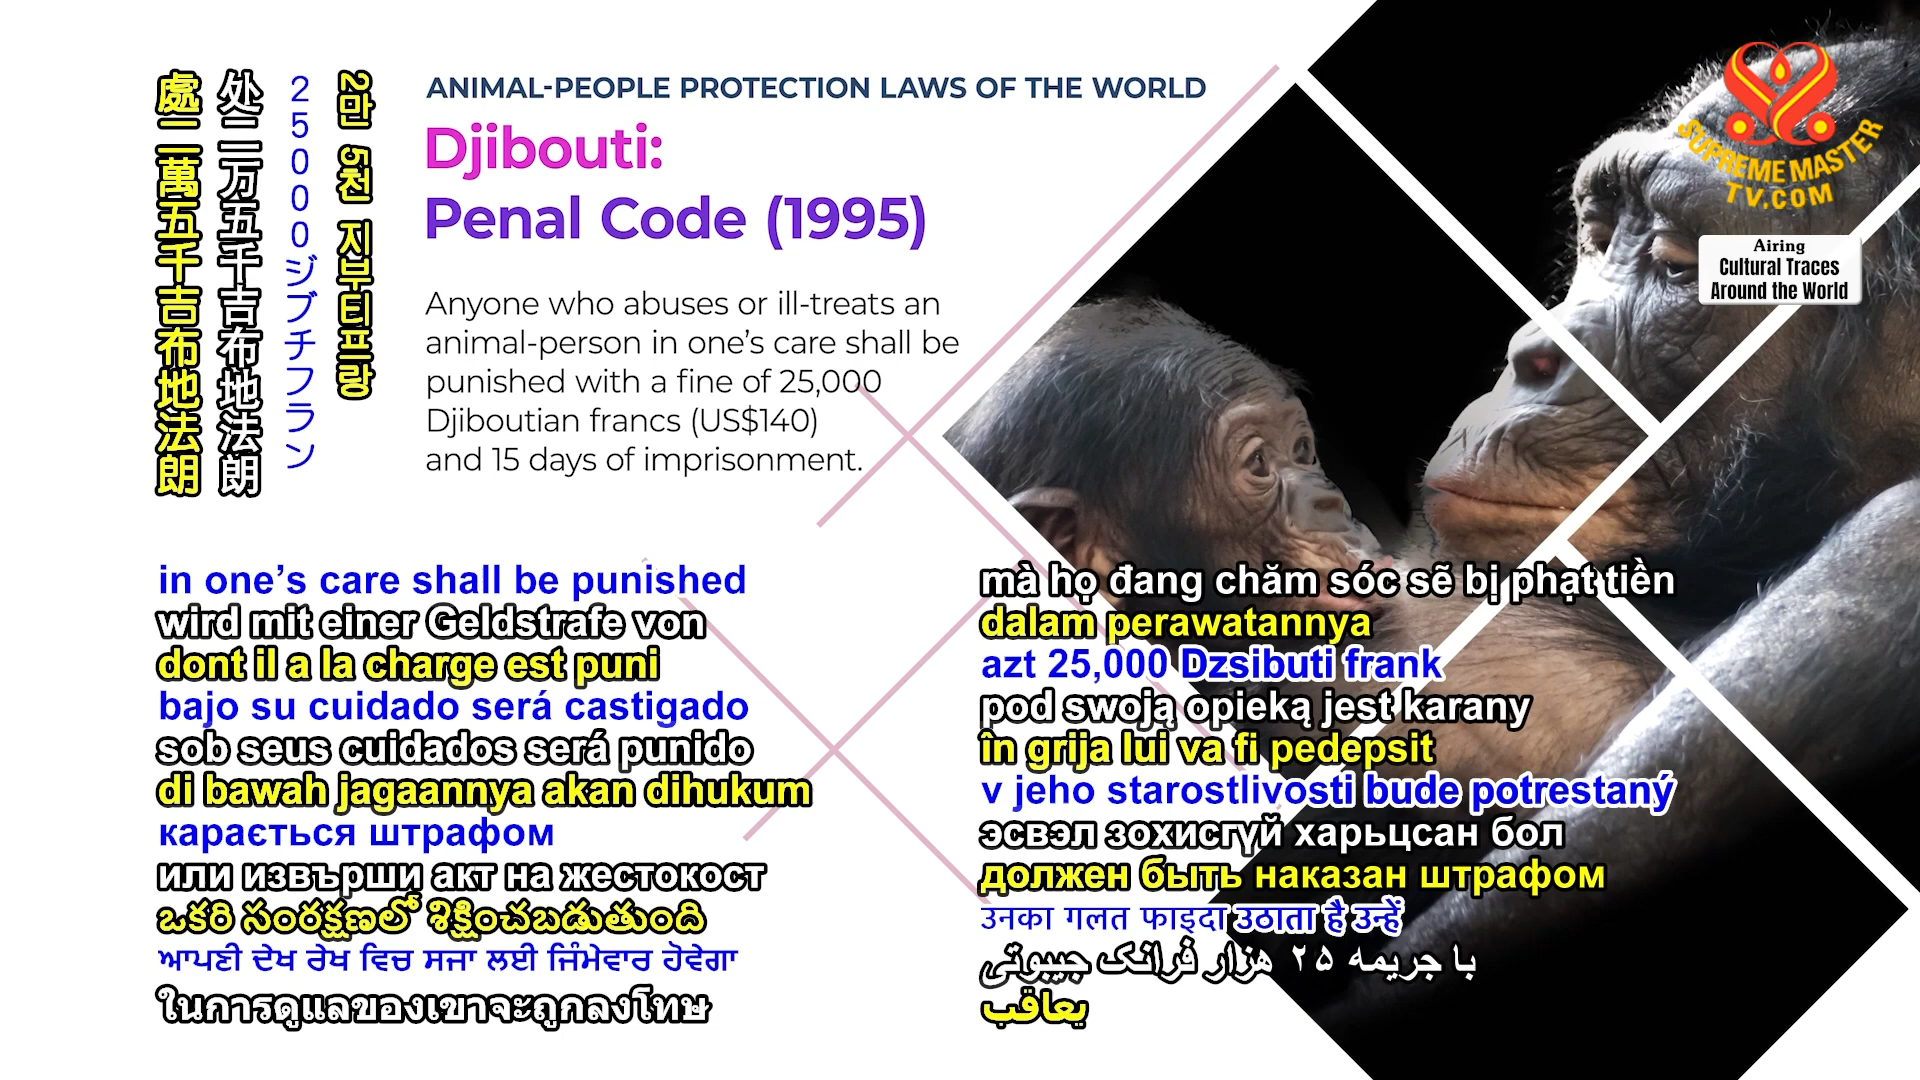 處二萬五千吉布地法朗
处二万五千吉布地法朗
25000ジブチフラン
2만 5천 지부티프랑
ANIMAL-PEOPLE PROTECTION LAWS OF THE WORLD
Djibouti:
Penal Code (1995)
Anyone who abuses or ill-treats an
animal-person in one’s care shall be
punished with a fine of 25,000
Djiboutian francs (US$140)
and 15 days of imprisonment.
SUPREME MASTER
TV.COM
Airing
Cultural Traces
Around the World
in one’s care shall be punished
wird mit einer Geldstrafe von
dont il a la charge est puni
bajo su cuidado será castigado
sob seus cuidados será punido
di bawah jagaannya akan dihukum
карається штрафом
или извърши акт на жестокост
ఒకరి సంరక్షణలో శిక్షించబడుతుంది
ਆਪਣੀ ਦੇਖ ਰੇਖ ਵਿਚ ਸਜਾ ਲਈ ਜਿੰਮੇਵਾਰ ਹੋਵੇਗਾ
ในการดูแลของเขาจะถูกลงโทษ
mà họ đang chăm sóc sẽ bị phạt tiền
dalam perawatannya
azt 25,000 Dzsibuti frank
pod swoją opieką jest karany
în grija lui va fi pedepsit
v jeho starostlivosti bude potrestaný
эсвэл зохисгүй харьцсан бол
должен быть наказан штрафом
उनका गलत फाइदा उठाता है उन्हें
با جریمه ۲۵ هزار فرانک جیبوتی
يعاقب